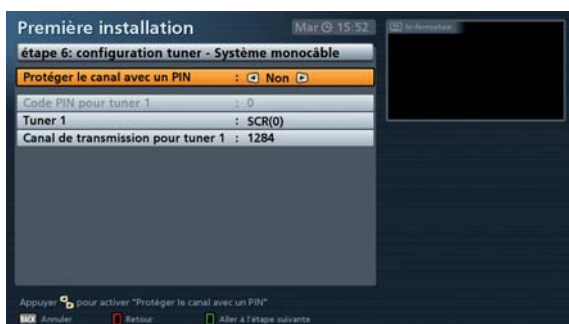 Première installation
Mar 15:52
Information
étape 6: configuration tuner - Système monocâble
Protéger le canal avec un PIN : Non
Code PIN pour tuner 1 : 0
Tuner 1 : SCR(0)
Canal de transmission pour tuner 1 : 1284
Appuyer pour activer "Protéger le canal avec un PIN"
BACK Annuler Retour Aller à l'étape suivante